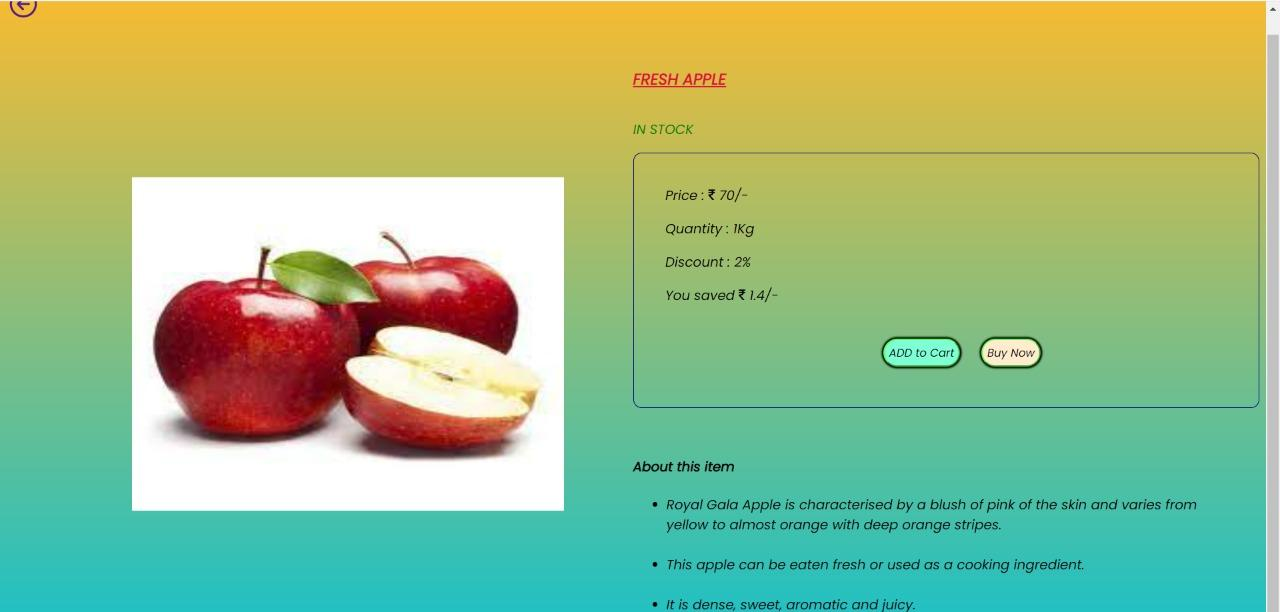 FRESH APPLE
IN STOCK
Price : ₹ 70/-
Quantity : 1Kg
Discount : 2%
You saved ₹ 1.4/-
ADD to Cart
Buy Now
About this item
• Royal Gala Apple is characterised by a blush of pink of the skin and varies from
yellow to almost orange with deep orange stripes.
• This apple can be eaten fresh or used as a cooking ingredient.
• It is dense, sweet, aromatic and juicy.